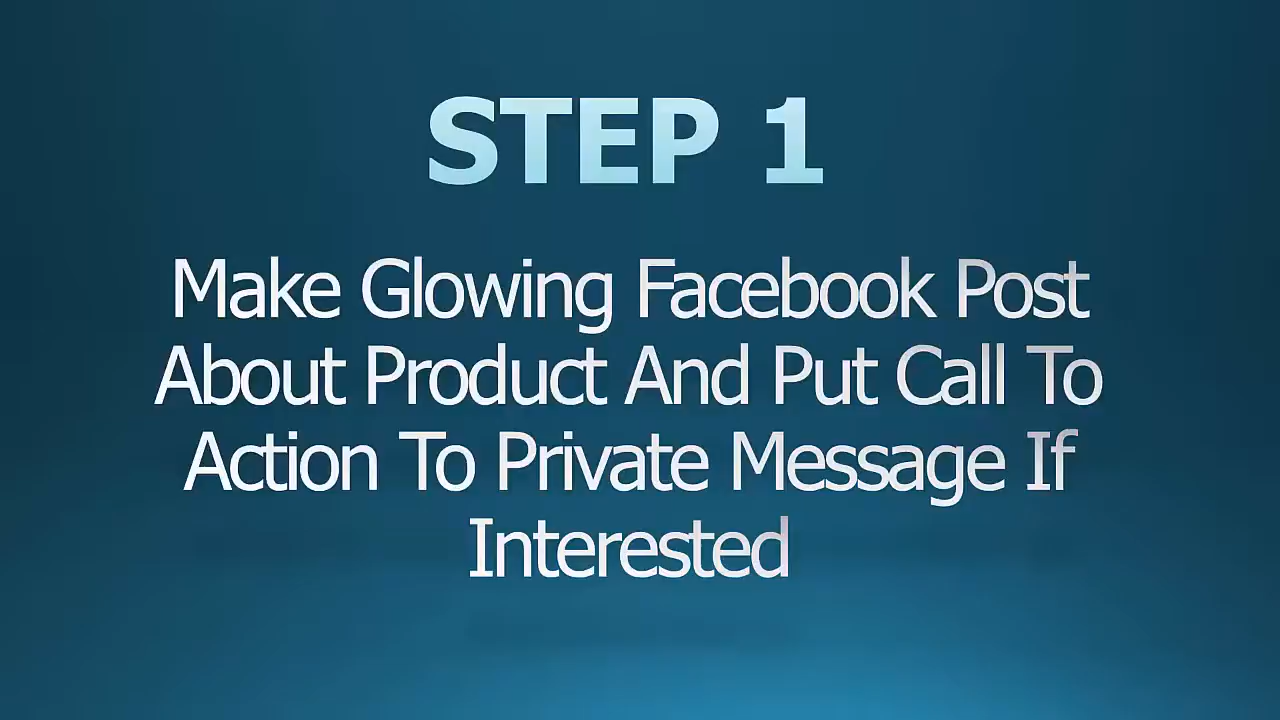 STEP 1
Make Glowing Facebook Post
About Product And Put Call To
Action To Private Message If
Interested